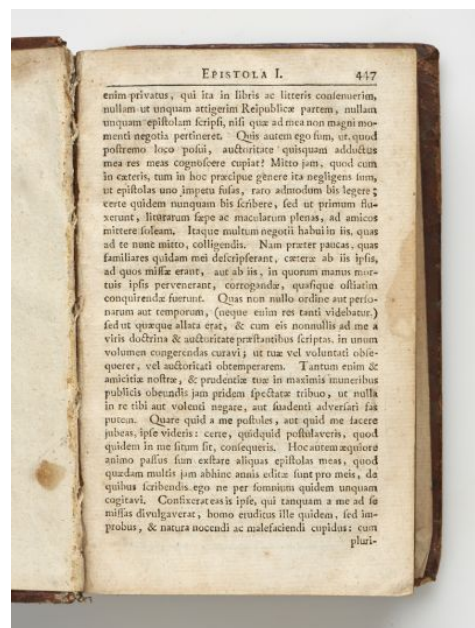 EPISTOLA I. 447
enim privatus, qui ita in libris ac litteris consenuerim,
nullam ut unquam attigerim Reipublicæ partem, nullam
unquam epistolam scripsi, nisi quæ ad mea non magni mo-
menti negotia pertineret. Quis autem ego sum, ut, quod
postremo loco posui, auctoritate quisquam adductus
mea res meas cognoscere cupiat? Mitto jam, quod cum
in cæteris, tum in hoc præcipue genere ita negligens sum,
ut epistolas uno impetu fusas, raro admodum bis legere;
certe quidem nunquam bis scribere, sed ut primum flu-
xerunt, liturarum sæpe ac macularum plenas, ad amicos
mittere soleam. Itaque multum negotii habui in iis, quas
ad te nunc mitto, colligendis. Nam præter paucas, quas
familiares quidam mei descripserant, cæteræ ab iis ipsis,
ad quos missæ erant, aut ab iis, in quorum manus mor-
tuis ipsis pervenerant, corrogandæ, quasique ostiatim
conquirendæ fuerunt. Quas non nullo ordine aut perso-
narum aut temporum, (neque enim res tanti videbatur)
sed ut quæque allata erat, & cum eis nonnullis ad me a
viris doctrina & auctoritate præstantibus scriptas, in unum
volumen congerendas curavi; ut tuæ vel voluntati obse-
querer, vel auctoritati obtemperarem. Tantum enim &
amicitiæ nostræ, & prudentiæ tuæ in maximis muneribus
publicis obeundis jam pridem spectatæ tribuo, ut nulla
in re tibi aut volenti negare, aut suadenti adversari fas
putem. Quare quid a me postules, aut quid me facere
jubeas, ipse videris: certe, quidquid postulaveris, quod
quidem in me situm sit, consequeris. Hoc autem æquiore
animo passus sum exstare aliquas epistolas meas, quod
quædam multis jam abhinc annis editæ sunt pro meis, de
quibus scribendis ego ne per somnium quidem unquam
cogitavi. Confixerat eas is ipse, qui tanquam a me ad se
missas divulgaverat, homo eruditus ille quidem, sed im-
probus, & natura nocendi ac malefaciendi cupidus: cum
pluri-